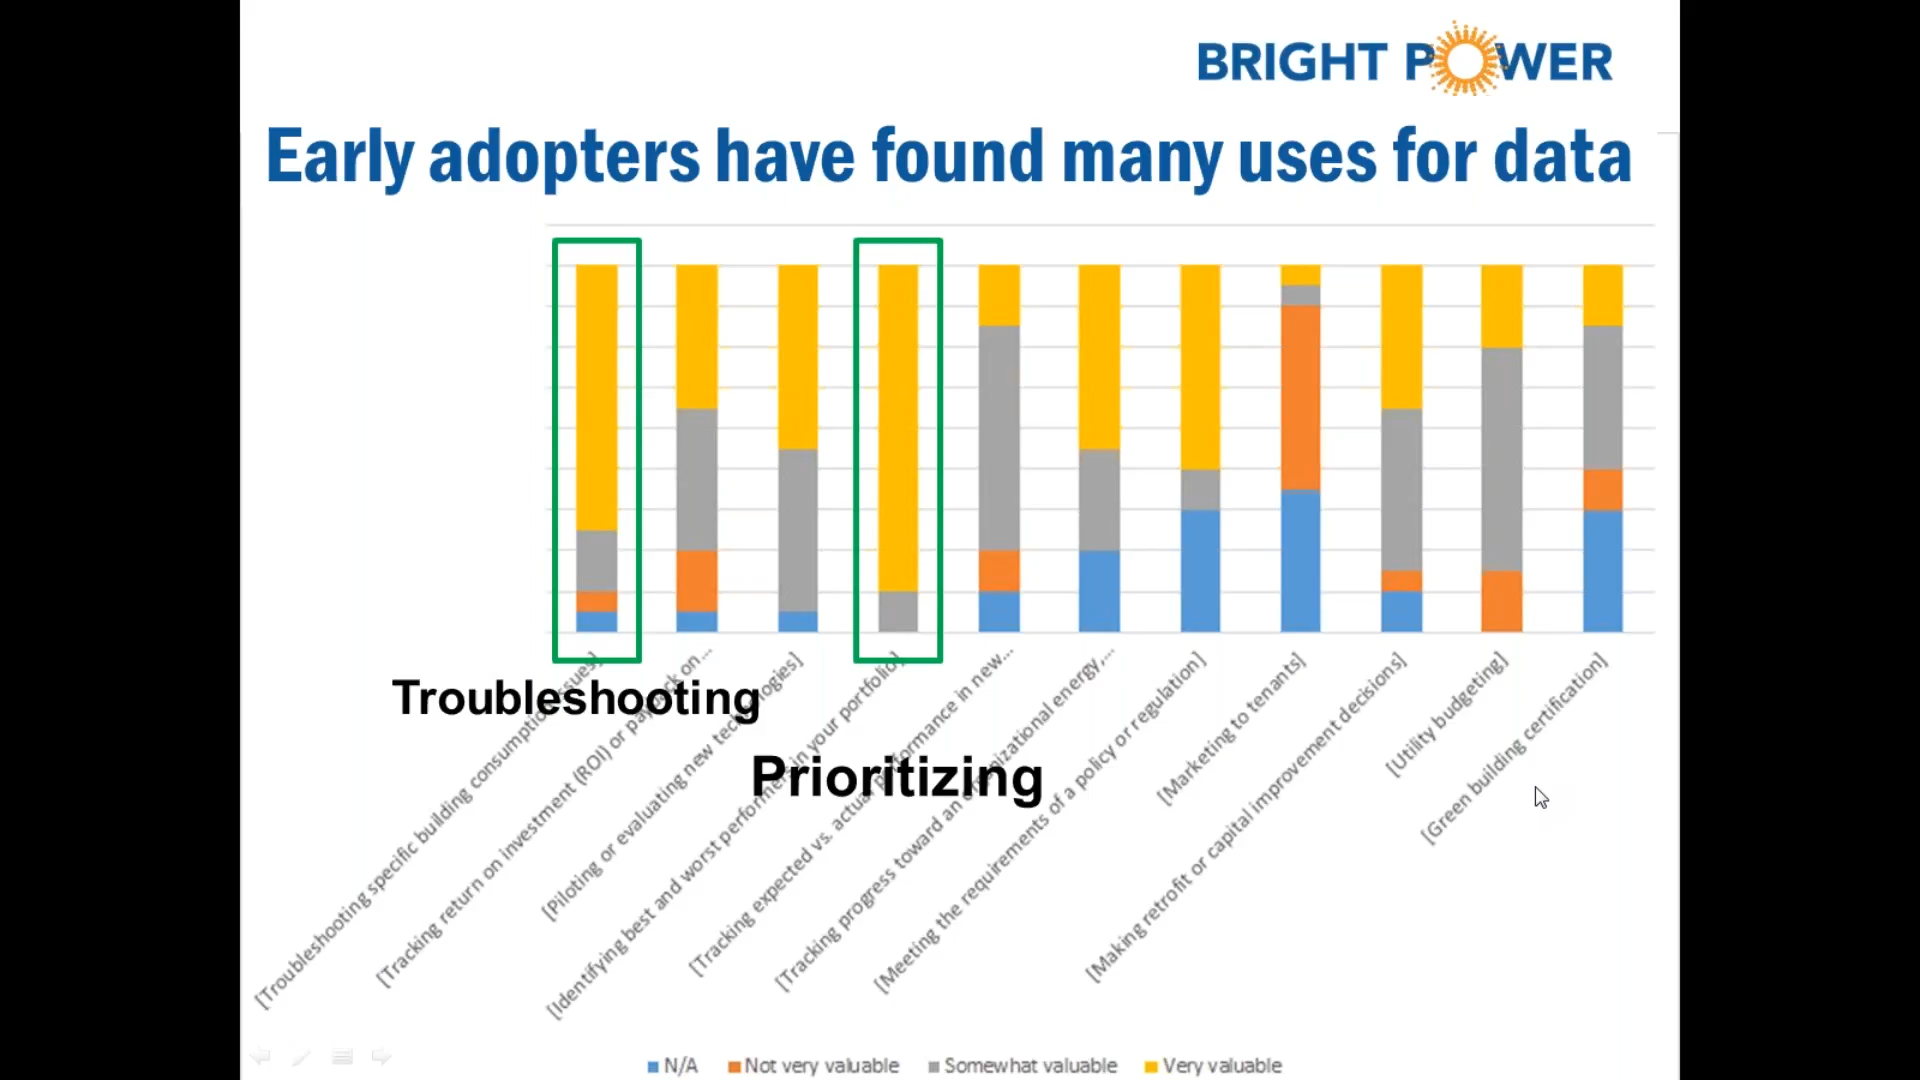 BRIGHT POWER
Early adopters have found many uses for data
[Troubleshooting specific building consumption issues]
[Tracking return on investment (ROI) or payback on...
[Piloting or evaluating new technologies]
[Identifying best and worst performers in your portfolio]
[Tracking expected vs. actual performance in new...
[Tracking progress toward an organizational energy,...
[Meeting the requirements of a policy or regulation]
[Marketing to tenants]
[Making retrofit or capital improvement decisions]
[Utility budgeting]
[Green building certification]
Troubleshooting
Prioritizing
N/A Not very valuable Somewhat valuable Very valuable